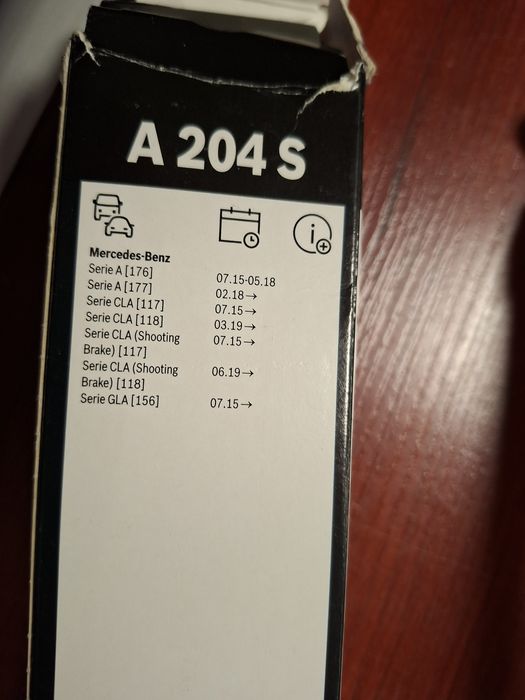 A 204 S
Mercedes-Benz
Serie A [176] 07.15-05.18
Serie A [177] 02.18→
Serie CLA [117] 07.15→
Serie CLA [118] 03.19→
Serie CLA (Shooting 07.15→
Brake) [117]
Serie CLA (Shooting 06.19→
Brake) [118]
Serie GLA [156] 07.15→